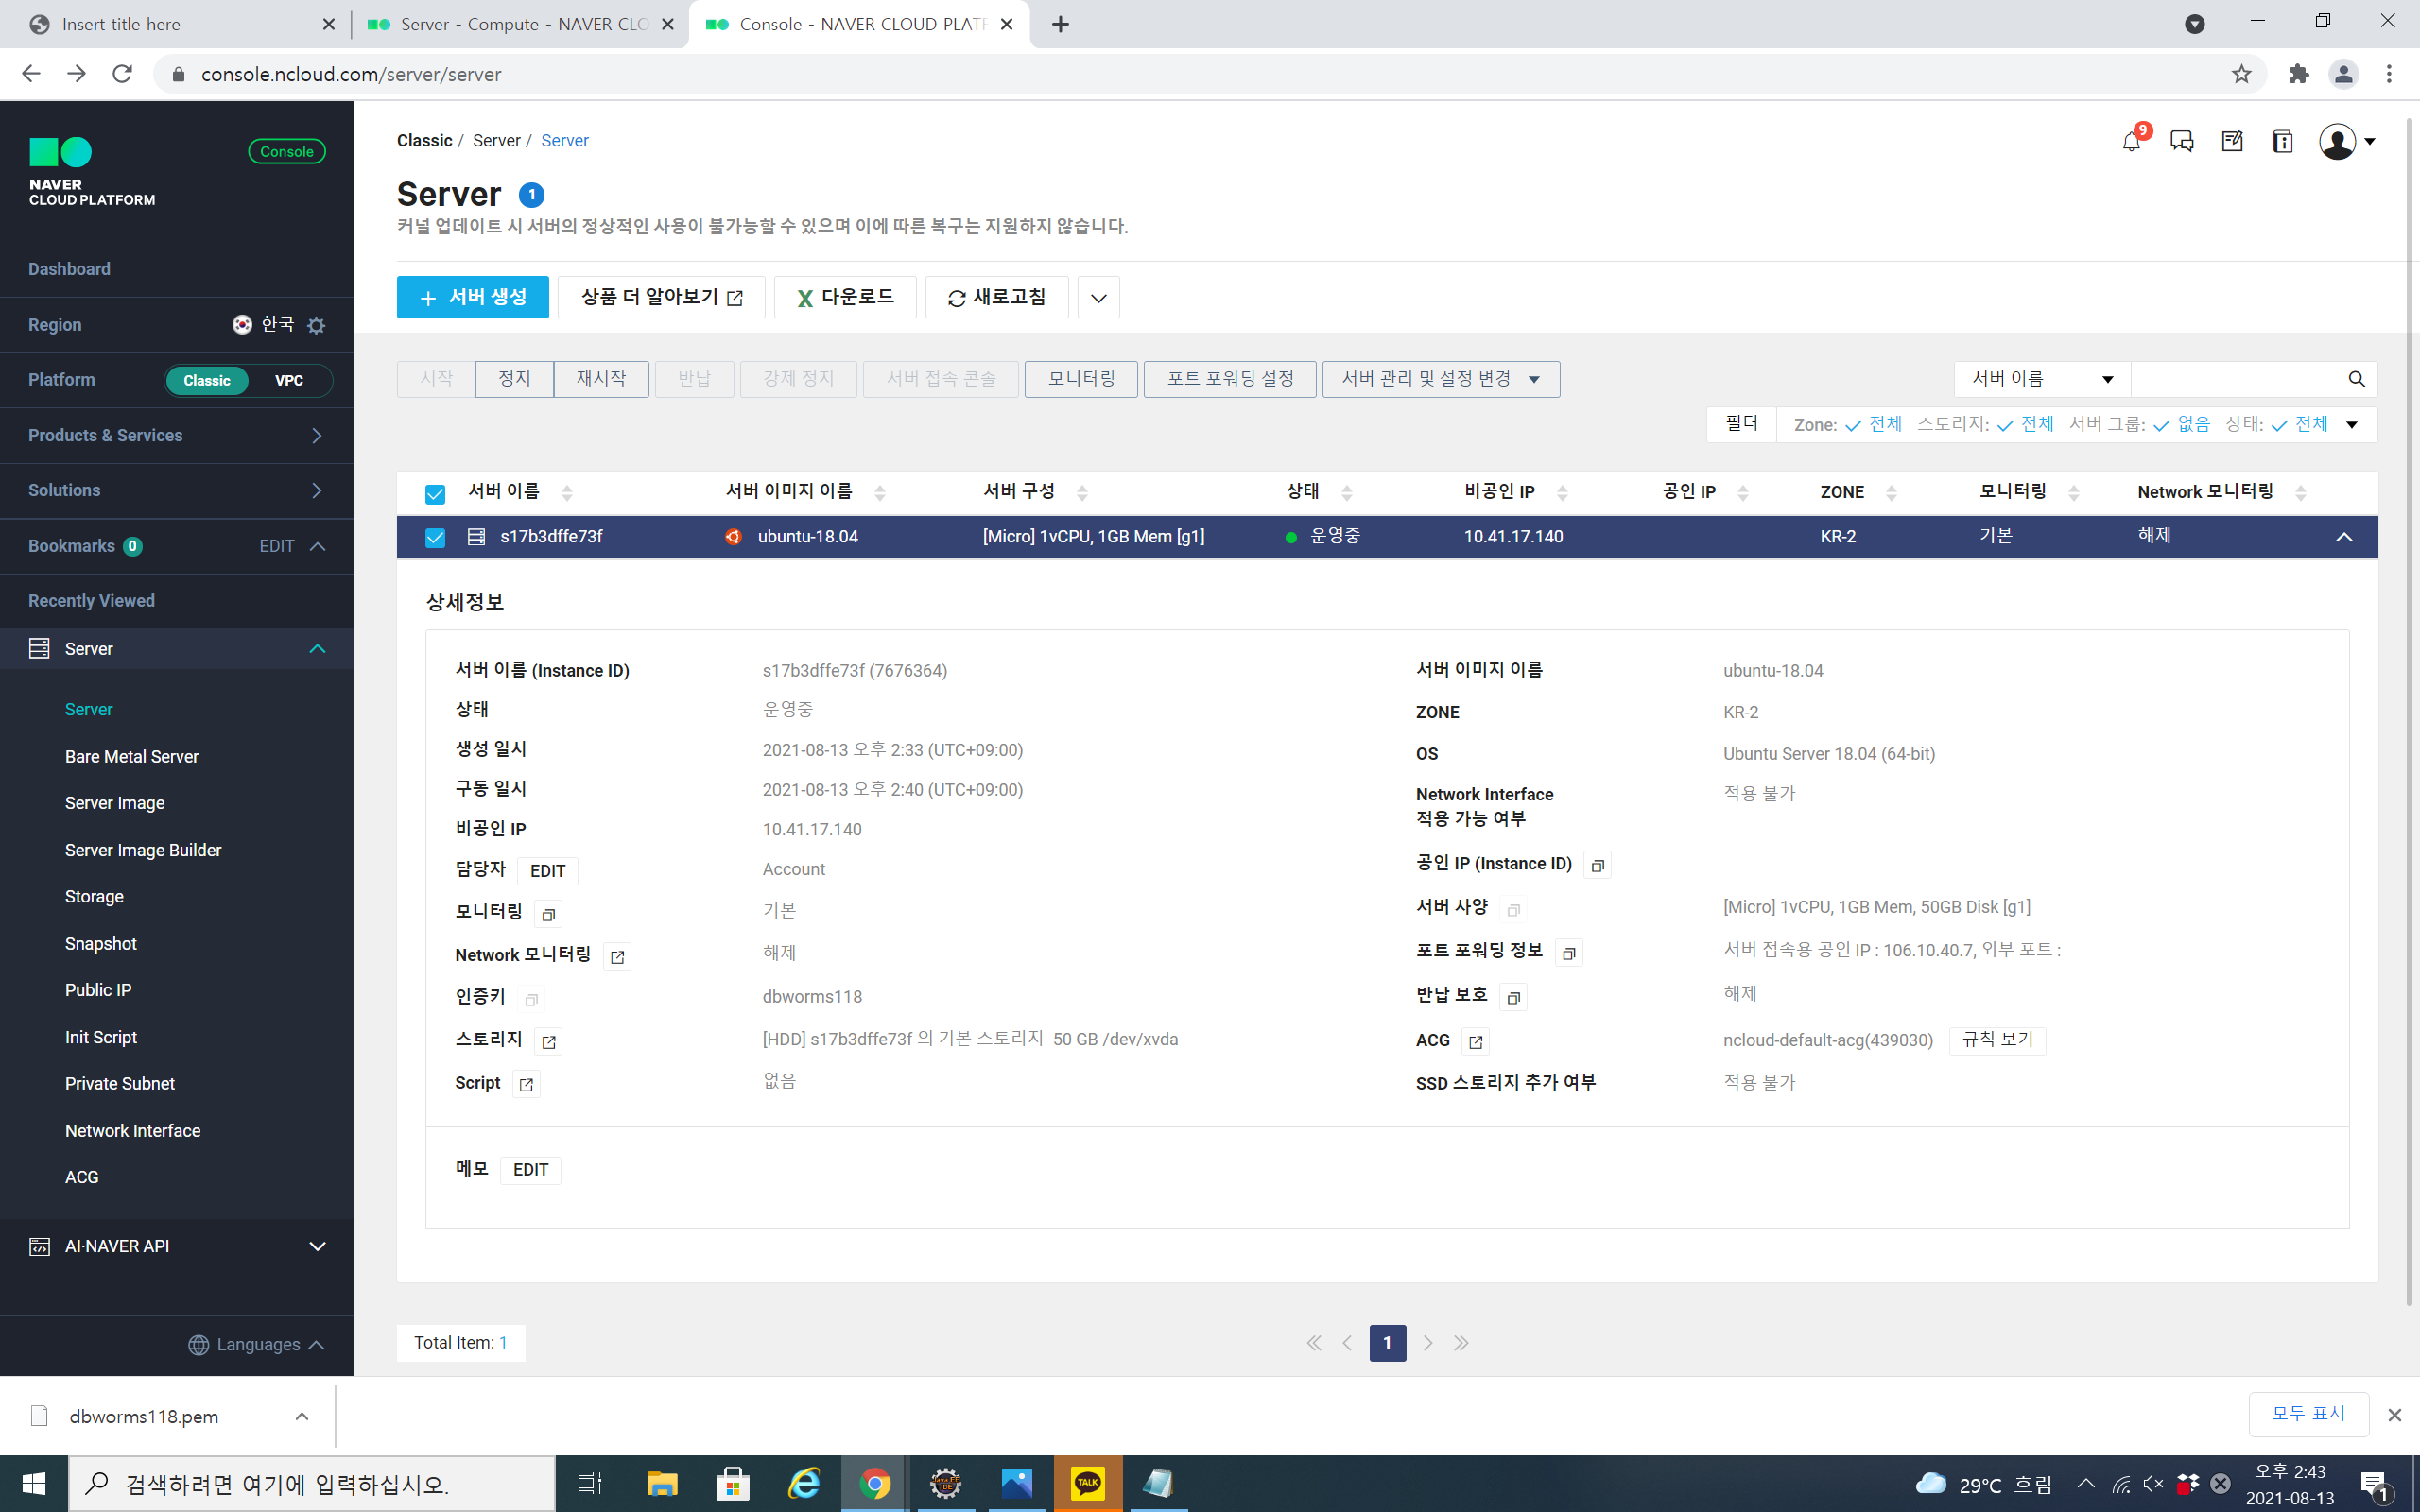 Insert title here
Server - Compute - NAVER CLO
Console - NAVER CLOUD PLAT
console.ncloud.com/server/server
NAVER
CLOUD PLATFORM
Console
Dashboard
Region 한국
Platform Classic VPC
Products & Services
Solutions
Bookmarks 0 EDIT
Recently Viewed
Server
Server
Bare Metal Server
Server Image
Server Image Builder
Storage
Snapshot
Public IP
Init Script
Private Subnet
Network Interface
ACG
AI·NAVER API
Languages
Classic / Server / Server
9
Server 1
커널 업데이트 시 서버의 정상적인 사용이 불가능할 수 있으며 이에 따른 복구는 지원하지 않습니다.
+ 서버 생성 상품 더 알아보기 다운로드 새로고침
시작 정지 재시작 반납 강제 정지 서버 접속 콘솔 모니터링 포트 포워딩 설정 서버 관리 및 설정 변경 서버 이름
필터 Zone: 전체 스토리지: 전체 서버 그룹: 없음 상태: 전체
서버 이름 서버 이미지 이름 서버 구성 상태 비공인 IP 공인 IP ZONE 모니터링 Network 모니터링
s17b3dffe73f ubuntu-18.04 [Micro] 1vCPU, 1GB Mem [g1] 운영중 10.41.17.140 KR-2 기본 해제
상세정보
서버 이름 (Instance ID) s17b3dffe73f (7676364)
상태 운영중
생성 일시 2021-08-13 오후 2:33 (UTC+09:00)
구동 일시 2021-08-13 오후 2:40 (UTC+09:00)
비공인 IP 10.41.17.140
담당자 EDIT Account
모니터링 기본
Network 모니터링 해제
인증키 dbworms118
스토리지 [HDD] s17b3dffe73f 의 기본 스토리지 50 GB /dev/xvda
Script 없음
서버 이미지 이름 ubuntu-18.04
ZONE KR-2
OS Ubuntu Server 18.04 (64-bit)
Network Interface 적용 불가
적용 가능 여부
공인 IP (Instance ID)
서버 사양 [Micro] 1vCPU, 1GB Mem, 50GB Disk [g1]
포트 포워딩 정보 서버 접속용 공인 IP : 106.10.40.7, 외부 포트 :
반납 보호 해제
ACG ncloud-default-acg(439030) 규칙 보기
SSD 스토리지 추가 여부 적용 불가
메모 EDIT
Total Item: 1
1
dbworms118.pem
모두 표시
검색하려면 여기에 입력하십시오.
TALK
29°C 흐림
오후 2:43
2021-08-13
1